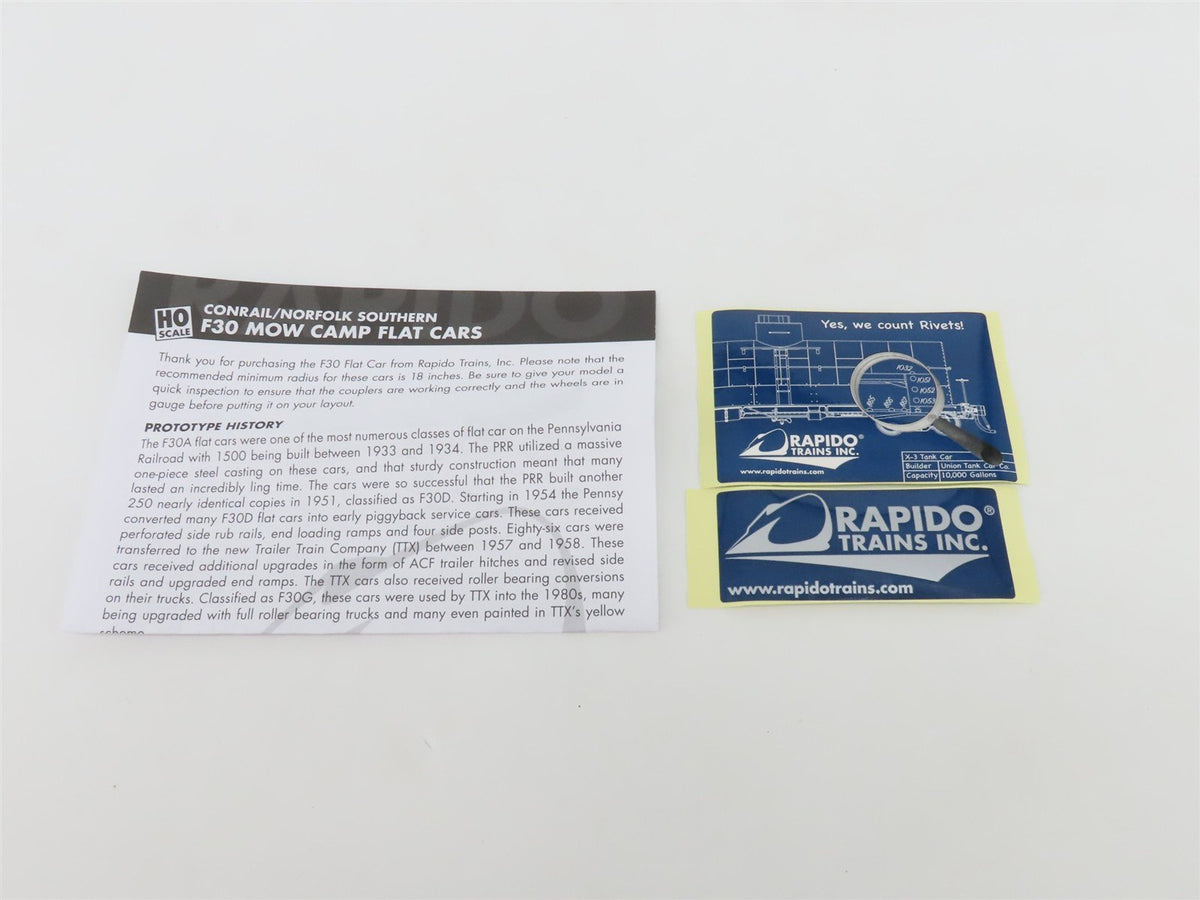 RAPIDO
HO
SCALE
CONRAIL/NORFOLK SOUTHERN
F30 MOW CAMP FLAT CARS
Thank you for purchasing the F30 Flat Car from Rapido Trains, Inc. Please note that the
recommended minimum radius for these cars is 18 inches. Be sure to give your model a
quick inspection to ensure that the couplers are working correctly and the wheels are in
gauge before putting it on your layout.
PROTOTYPE HISTORY
The F30A flat cars were one of the most numerous classes of flat car on the Pennsylvania
Railroad with 1500 being built between 1933 and 1934. The PRR utilized a massive
one-piece steel casting on these cars, and that sturdy construction meant that many
lasted an incredibly ling time. The cars were so successful that the PRR built another
250 nearly identical copies in 1951, classified as F30D. Starting in 1954 the Pennsy
converted many F30D flat cars into early piggyback service cars. These cars received
perforated side rub rails, end loading ramps and four side posts. Eighty-six cars were
transferred to the new Trailer Train Company (TTX) between 1957 and 1958. These
cars received additional upgrades in the form of ACF trailer hitches and revised side
rails and upgraded end ramps. The TTX cars also received roller bearing conversions
on their trucks. Classified as F30G, these cars were used by TTX into the 1980s, many
being upgraded with full roller bearing trucks and many even painted in TTX's yellow
scheme
Yes, we count Rivets!
1032
1051
1052
1053
RAPIDO®
TRAINS INC.
www.rapidotrains.com
X-3 Tank Car
Builder Union Tank Car Co.
Capacity 10,000 Gallons
RAPIDO®
TRAINS INC.
www.rapidotrains.com